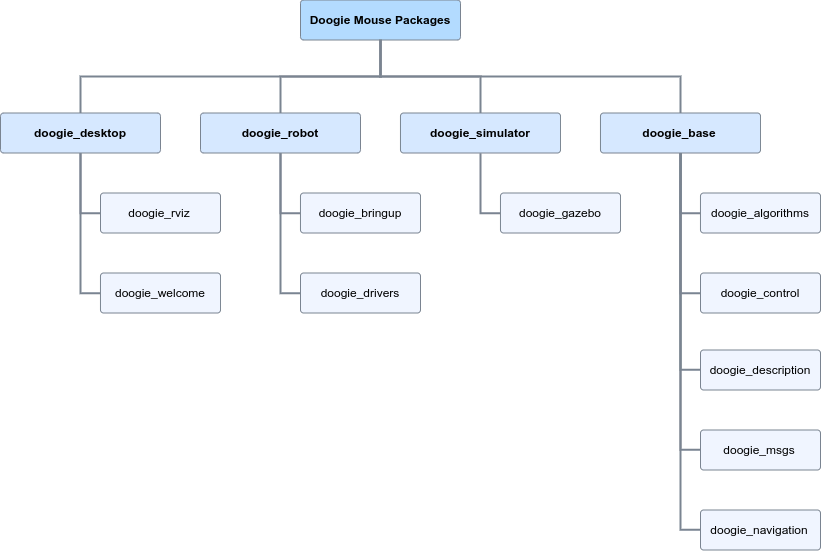 Doogie Mouse Packages
doogie_desktop
doogie_robot
doogie_simulator
doogie_base
doogie_rviz
doogie_bringup
doogie_gazebo
doogie_algorithms
doogie_welcome
doogie_drivers
doogie_control
doogie_description
doogie_msgs
doogie_navigation